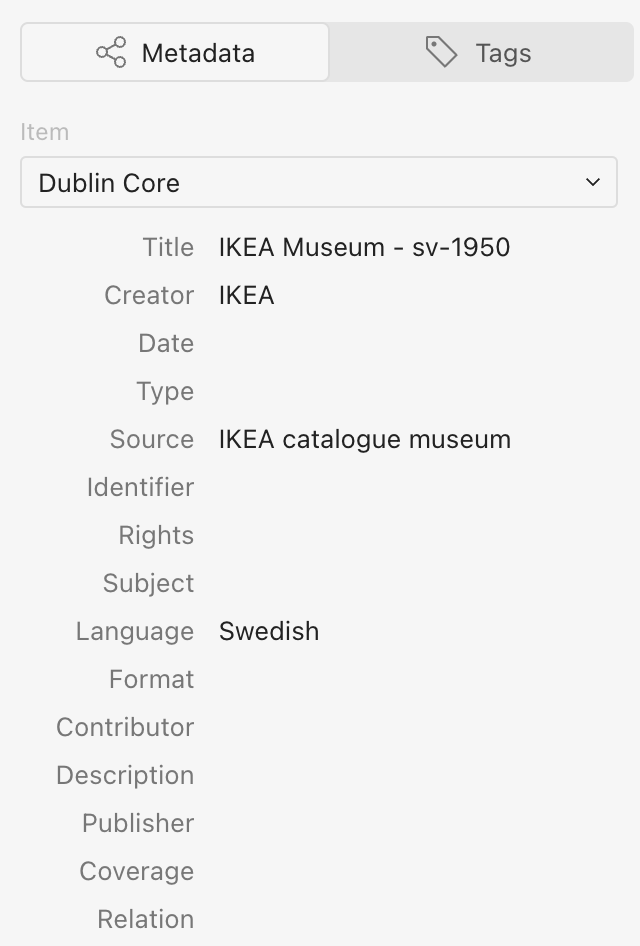 Metadata
Tags
Item
Dublin Core
Title IKEA Museum - sv-1950
Creator IKEA
Date
Type
Source IKEA catalogue museum
Identifier
Rights
Subject
Language Swedish
Format
Contributor
Description
Publisher
Coverage
Relation